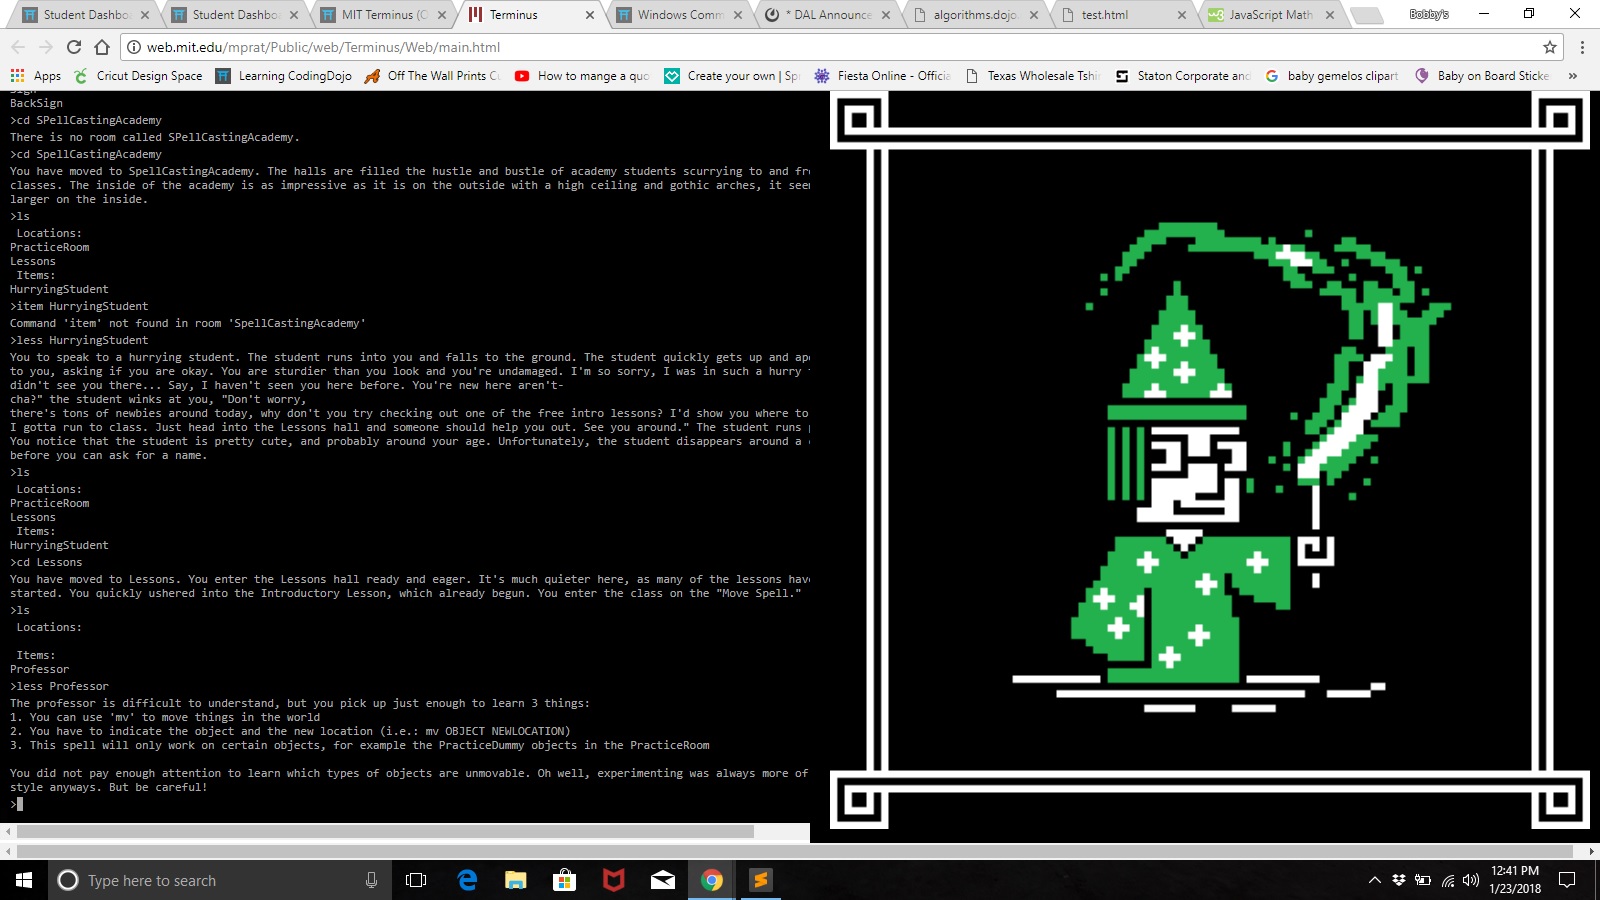 Student Dashbo
Student Dashbo
MIT Terminus (C
Terminus
Windows Comm
* DAL Announce
algorithms.dojo.
test.html
JavaScript Math
Bobby's
web.mit.edu/mprat/Public/web/Terminus/Web/main.html
Apps
Cricut Design Space
Learning CodingDojo
Off The Wall Prints Cu
How to mange a quo
Create your own | Spe
Fiesta Online - Officia
Texas Wholesale Tshi
Staton Corporate and
baby gemelos clipart
Baby on Board Sticke
»
Sign
BackSign
>cd SPellCastingAcademy
There is no room called SPellCastingAcademy.
>cd SpellCastingAcademy
You have moved to SpellCastingAcademy. The halls are filled the hustle and bustle of academy students scurrying to and fr
classes. The inside of the academy is as impressive as it is on the outside with a high ceiling and gothic arches, it see
larger on the inside.
>ls
Locations:
PracticeRoom
Lessons
Items:
HurryingStudent
>item HurryingStudent
Command 'item' not found in room 'SpellCastingAcademy'
>less HurryingStudent
You to speak to a hurrying student. The student runs into you and falls to the ground. The student quickly gets up and apo
to you, asking if you are okay. You are sturdier than you look and you're undamaged. I'm so sorry, I was in such a hurry
didn't see you there... Say, I haven't seen you here before. You're new here aren't-
cha?" the student winks at you, "Don't worry,
there's tons of newbies around today, why don't you try checking out one of the free intro lessons? I'd show you where to
I gotta run to class. Just head into the Lessons hall and someone should help you out. See you around." The student runs
You notice that the student is pretty cute, and probably around your age. Unfortunately, the student disappears around a
before you can ask for a name.
>ls
Locations:
PracticeRoom
Lessons
Items:
HurryingStudent
>cd Lessons
You have moved to Lessons. You enter the Lessons hall ready and eager. It's much quieter here, as many of the lessons have
started. You quickly ushered into the Introductory Lesson, which already begun. You enter the class on the "Move Spell."
>ls
Locations:
Items:
Professor
>less Professor
The professor is difficult to understand, but you pick up just enough to learn 3 things:
1. You can use 'mv' to move things in the world
2. You have to indicate the object and the new location (i.e.: mv OBJECT NEWLOCATION)
3. This spell will only work on certain objects, for example the PracticeDummy objects in the PracticeRoom
You did not pay enough attention to learn which types of objects are unmovable. Oh well, experimenting was always more of
style anyways. But be careful!
>
Type here to search
12:41 PM
1/23/2018